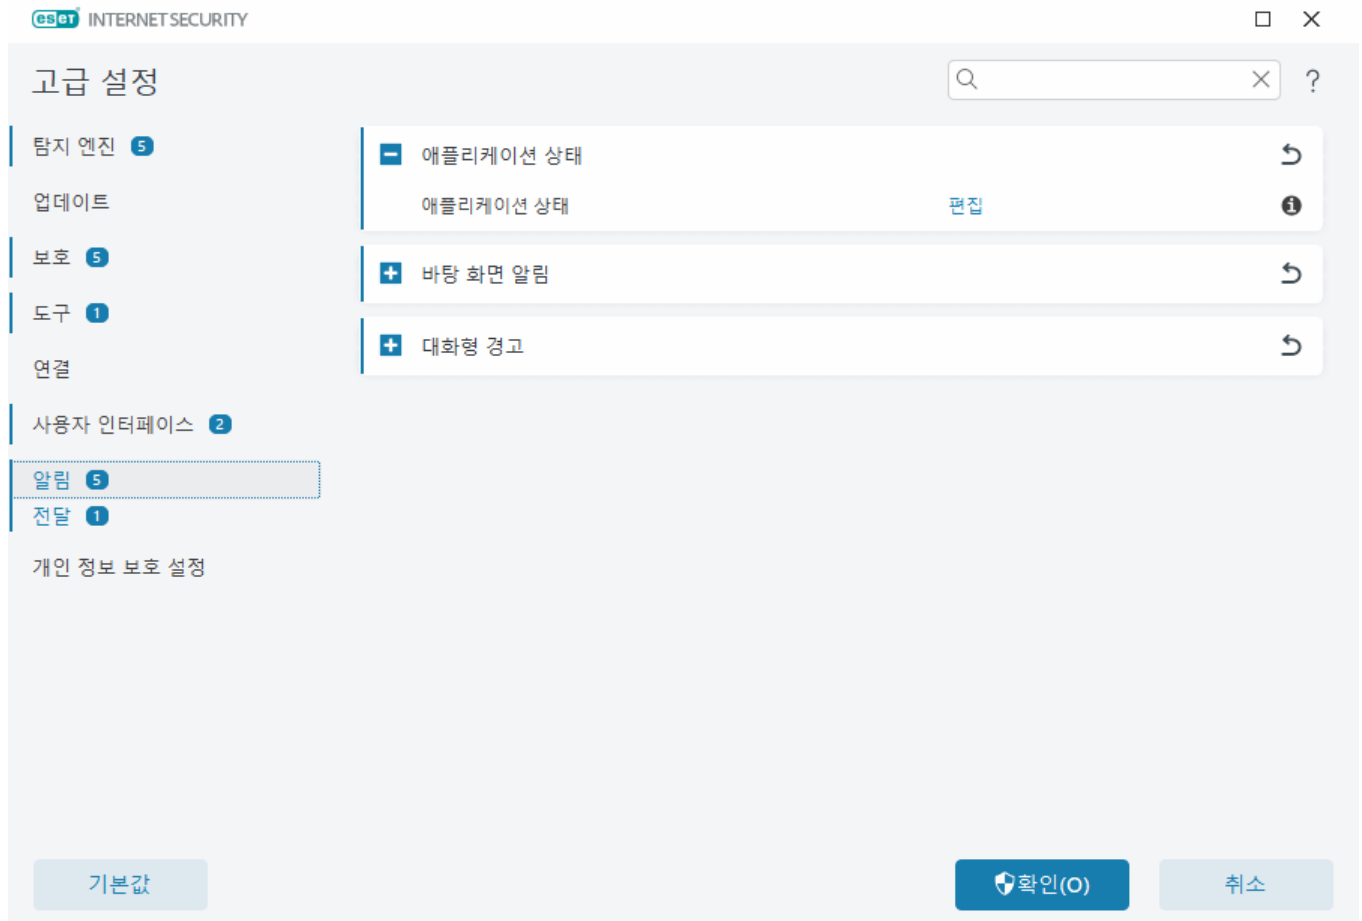 eset INTERNET SECURITY
고급 설정
?
탐지 엔진 5
업데이트
보호 5
도구 1
연결
사용자 인터페이스 2
알림 5
전달 1
개인 정보 보호 설정
애플리케이션 상태
애플리케이션 상태 편집
바탕 화면 알림
대화형 경고
기본값
확인(O)
취소